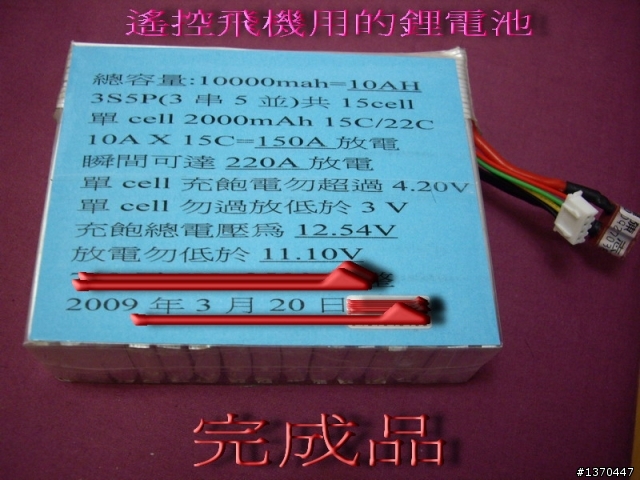 遙控飛機用的鋰電池
總容量:10000mah=10AH
3S5P(3 串 5 並)共 15cell
單 cell 2000mAh 15C/22C
10A X 15C=150A 放電
瞬間可達 220A 放電
單 cell 充飽電勿超過 4.20V
單 cell 勿過放低於 3 V
充飽總電壓爲 12.54V
放電勿低於 11.10V
2009 年 3 月 20 日
完成品
#1370447